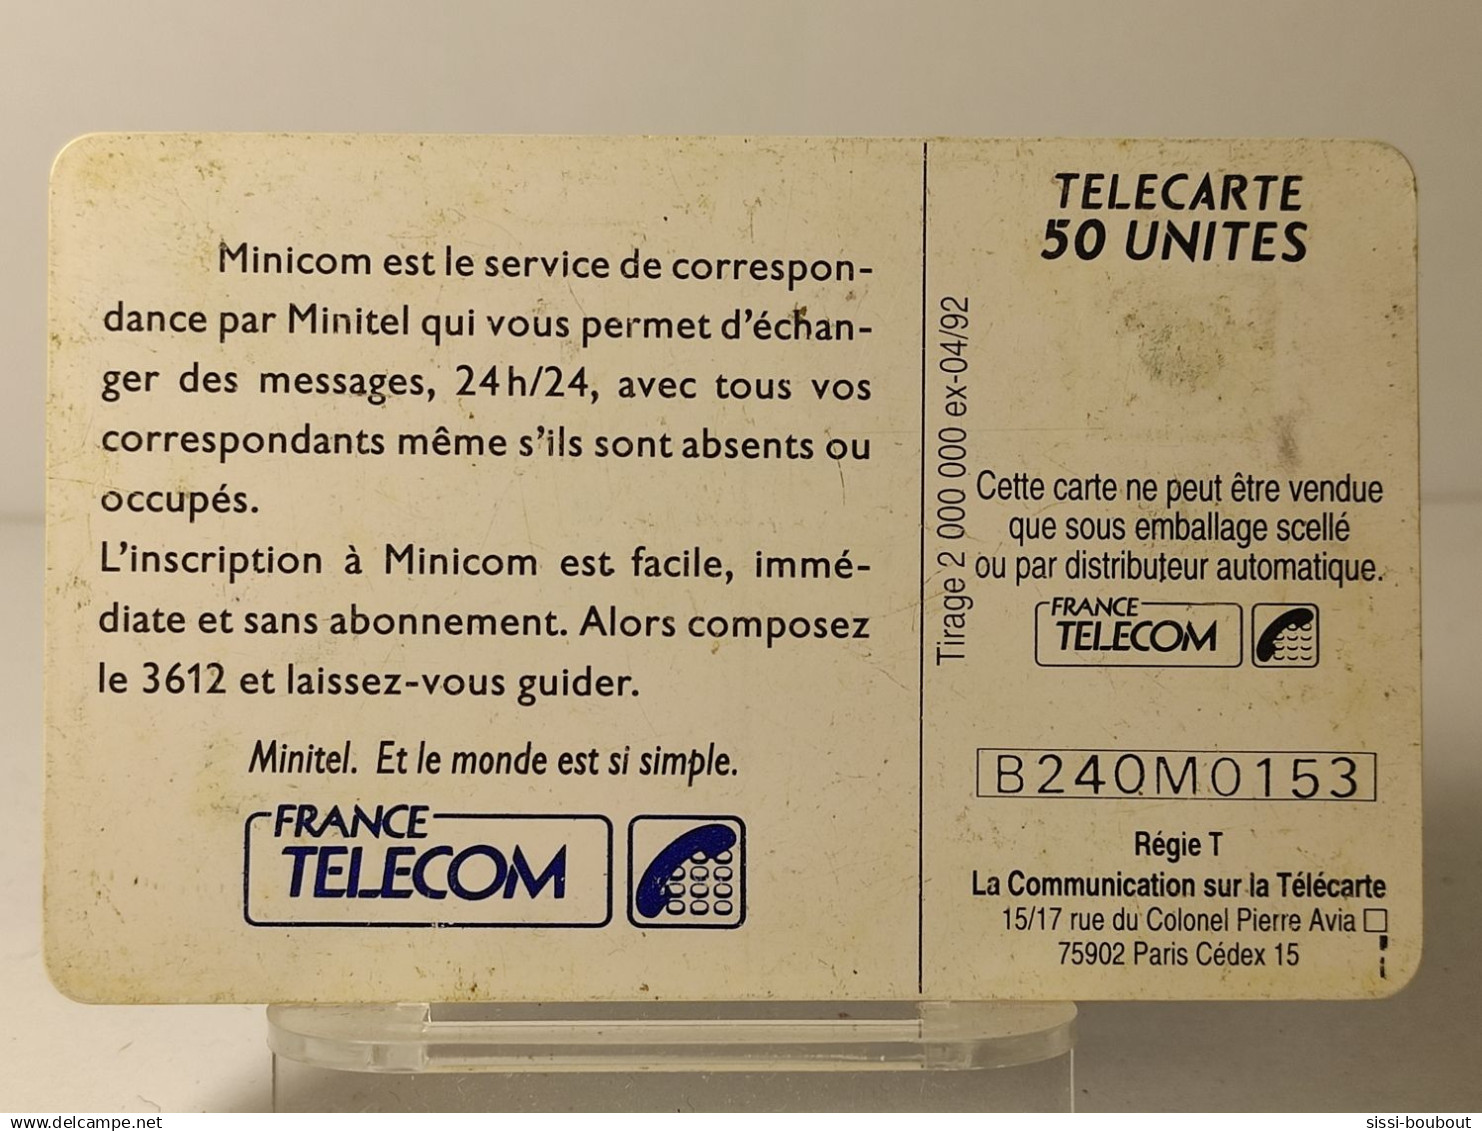 Minicom est le service de correspon-
dance par Minitel qui vous permet d'échan-
ger des messages, 24h/24, avec tous vos
correspondants même s'ils sont absents ou
occupés.
L'inscription à Minicom est facile, immé-
diate et sans abonnement. Alors composez
le 3612 et laissez-vous guider.
Minitel. Et le monde est si simple.
FRANCE
TELECOM
Tirage 2 000 000 ex-04/92
TELECARTE
50 UNITES
Cette carte ne peut être vendue
que sous emballage scellé
ou par distributeur automatique.
FRANCE
TELECOM
B240M0153
Régie T
La Communication sur la Télécarte
15/17 rue du Colonel Pierre Avia
75902 Paris Cédex 15
delcampe.net
sissi-boubout